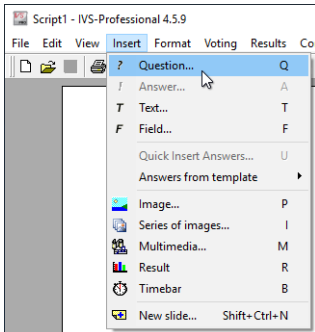 Script1 - IVS-Professional 4.5.9
File Edit View Insert Format Voting Results Co
? Question... Q
! Answer... A
T Text... T
F Field... F
Quick Insert Answers... U
Answers from template
Image... P
Series of images... I
Multimedia... M
Result R
Timebar B
New slide... Shift+Ctrl+N